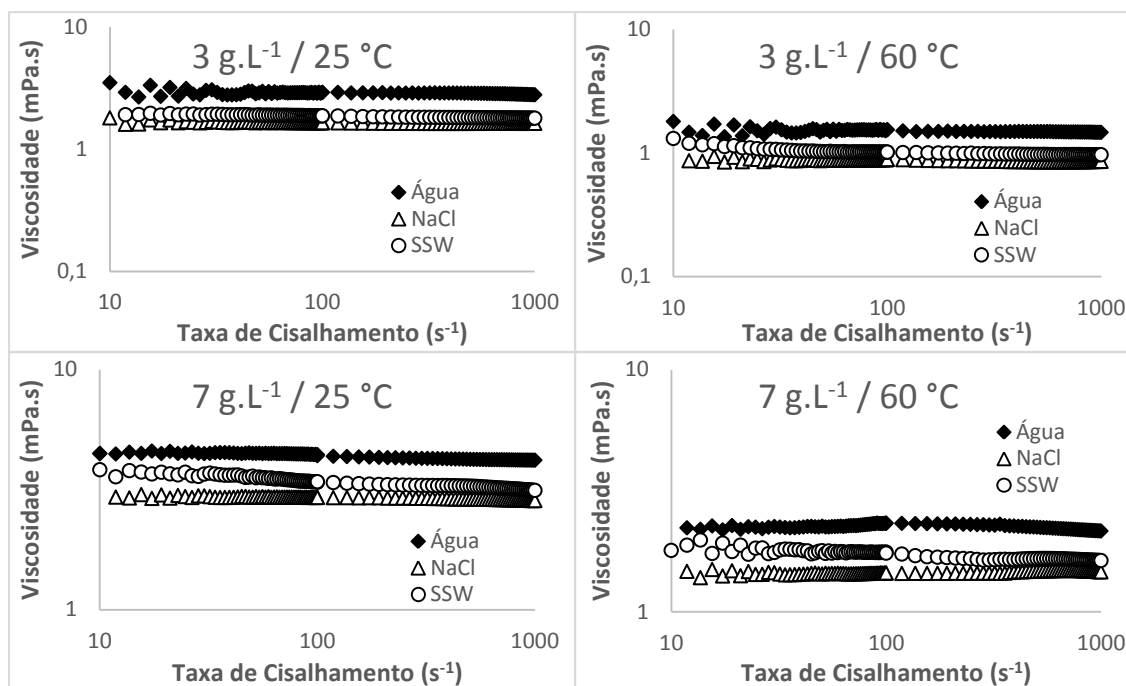 3 g.L⁻¹ / 25 °C
Viscosidade (mPa.s)
10
1
0,1
Água
NaCl
SSW
10
100
1000
Taxa de Cisalhamento (s⁻¹)
3 g.L⁻¹ / 60 °C
Viscosidade (mPa.s)
10
1
0,1
Água
NaCl
SSW
10
100
1000
Taxa de Cisalhamento (s⁻¹)
7 g.L⁻¹ / 25 °C
Viscosidade (mPa.s)
10
1
Água
NaCl
SSW
10
100
1000
Taxa de Cisalhamento (s⁻¹)
7 g.L⁻¹ / 60 °C
Viscosidade (mPa.s)
10
1
Água
NaCl
SSW
10
100
1000
Taxa de Cisalhamento (s⁻¹)